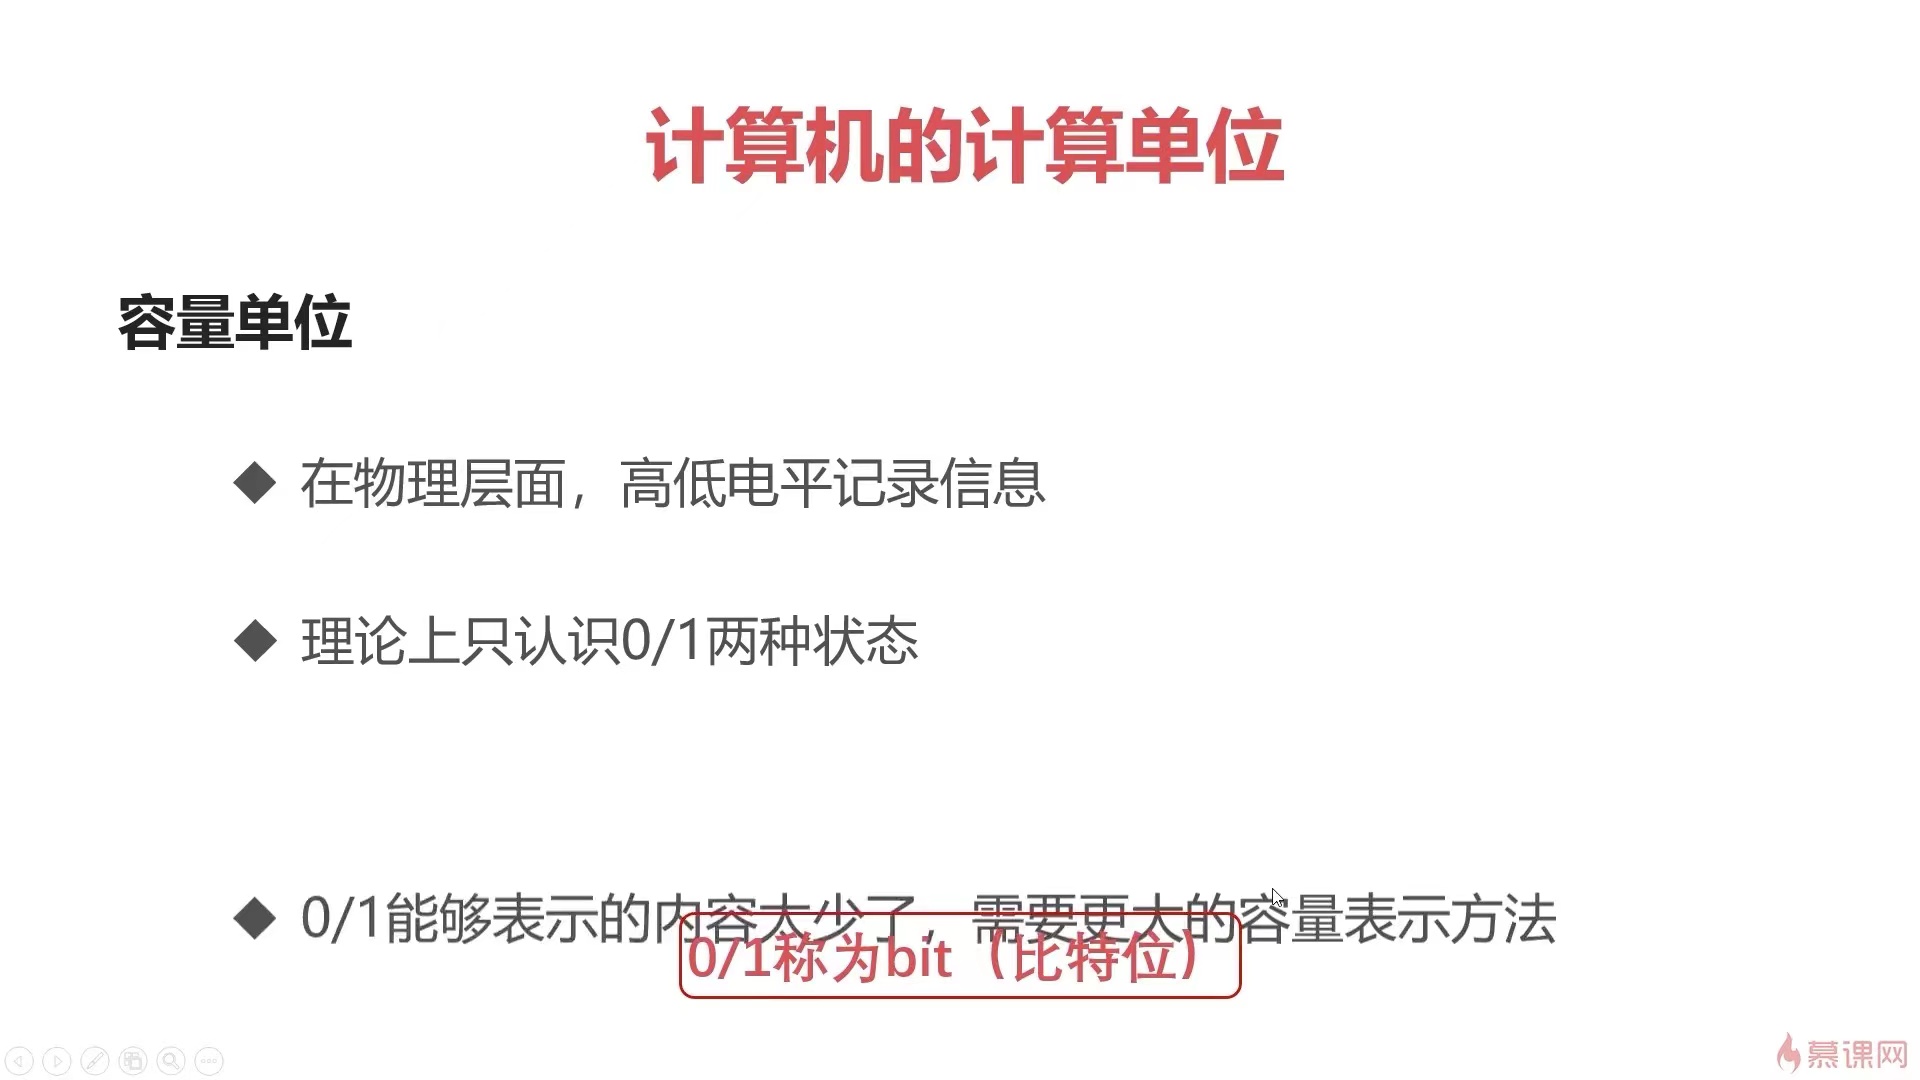 计算机的计算单位
容量单位
在物理层面，高低电平记录信息
理论上只认识0/1两种状态
0/1能够表示的内容太少了，需要更大的容量表示方法
0/1称为bit（比特位）
慕课网